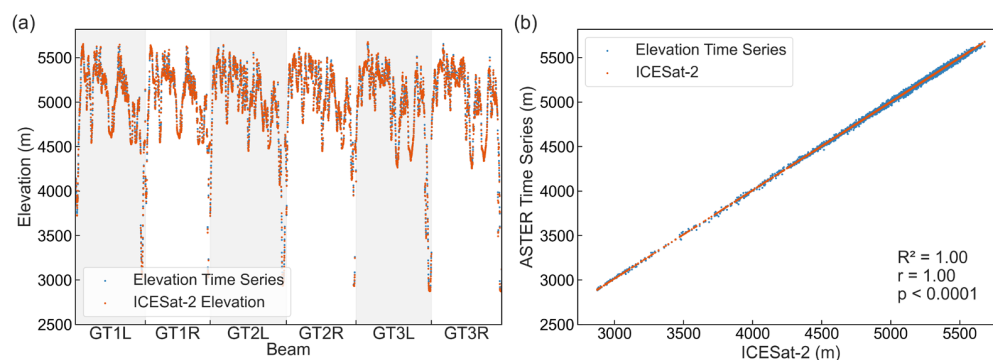 (a)
Elevation (m)
5500
5000
4500
4000
3500
3000
2500
Elevation Time Series
ICESat-2 Elevation
GT1L GT1R GT2L GT2R GT3L GT3R
Beam
(b)
ASTER Time Series (m)
5500
5000
4500
4000
3500
3000
2500
Elevation Time Series
ICESat-2
R² = 1.00
r = 1.00
p < 0.0001
3000 3500 4000 4500 5000 5500
ICESat-2 (m)